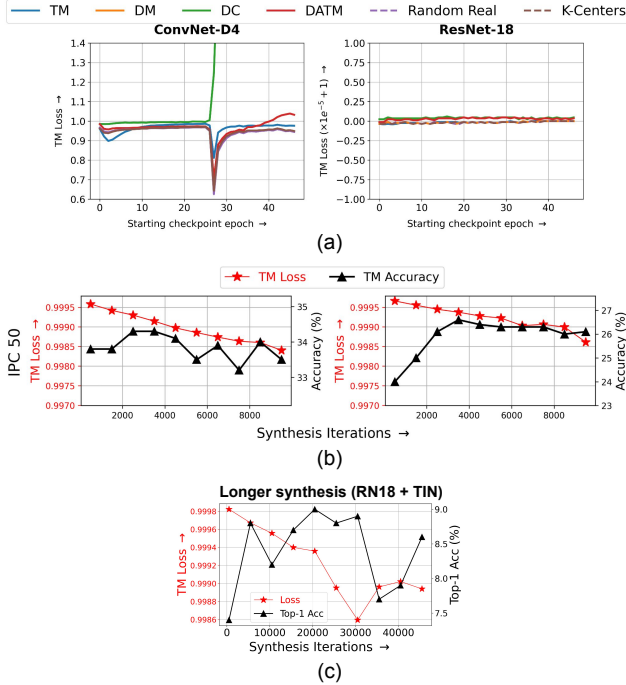 TM DM DC DATM Random Real K-Centers
ConvNet-D4 ResNet-18
TM Loss →
1.4
1.3
1.2
1.1
1.0
0.9
0.8
0.7
0.6
0 10 20 30 40
Starting checkpoint epoch →
TM Loss (×1e⁻⁵ + 1) →
1.00
0.75
0.50
0.25
0.00
−0.25
−0.50
−0.75
−1.00
0 10 20 30 40
Starting checkpoint epoch →
(a)
TM Loss TM Accuracy
IPC 50
TM Loss →
0.9995
0.9990
0.9985
0.9980
0.9975
0.9970
35
34
33
Accuracy (%)
2000 4000 6000 8000
TM Loss →
0.9995
0.9990
0.9985
0.9980
0.9975
0.9970
27
26
25
24
23
Accuracy (%)
2000 4000 6000 8000
Synthesis Iterations →
(b)
Longer synthesis (RN18 + TIN)
TM Loss →
0.9998
0.9996
0.9994
0.9992
0.9990
0.9988
0.9986
9.0
8.5
8.0
7.5
Top-1 Acc (%)
Loss
Top-1 Acc
0 10000 20000 30000 40000
Synthesis Iterations →
(c)